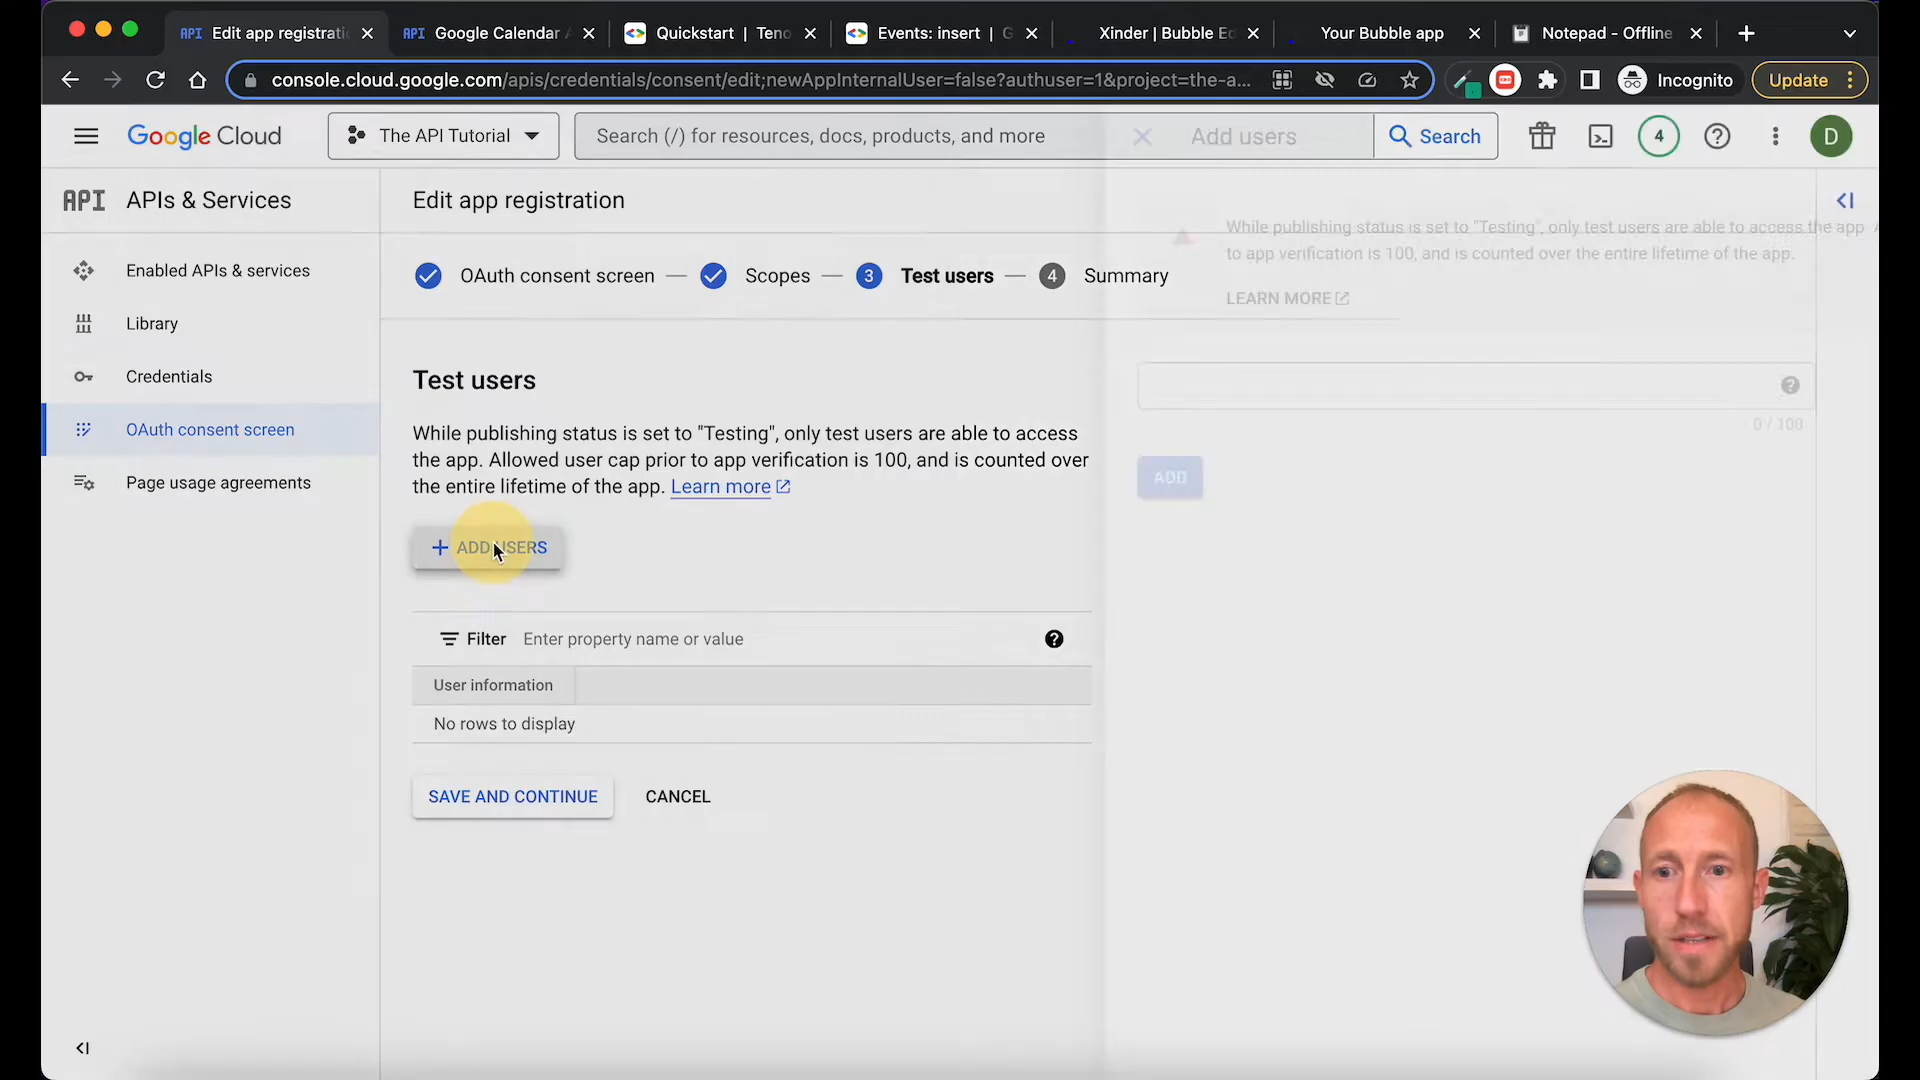 API Edit app registrati
API Google Calendar A
Quickstart | Teno
Events: insert | G
Xinder | Bubble Ed
Your Bubble app
Notepad - Offline
console.cloud.google.com/apis/credentials/consent/edit;newAppInternalUser=false?authuser=1&project=the-a...
Incognito
Update
Google Cloud
The API Tutorial
Search (/) for resources, docs, products, and more
Add users
Search
4
D
API APIs & Services
Edit app registration
While publishing status is set to "Testing", only test users are able to access the app
to app verification is 100, and is counted over the entire lifetime of the app.
LEARN MORE
Enabled APIs & services
Library
Credentials
OAuth consent screen
Page usage agreements
OAuth consent screen — Scopes — 3 Test users — 4 Summary
Test users
While publishing status is set to "Testing", only test users are able to access
the app. Allowed user cap prior to app verification is 100, and is counted over
the entire lifetime of the app. Learn more
0 / 100
ADD
+ ADD USERS
Filter Enter property name or value
User information
No rows to display
SAVE AND CONTINUE
CANCEL